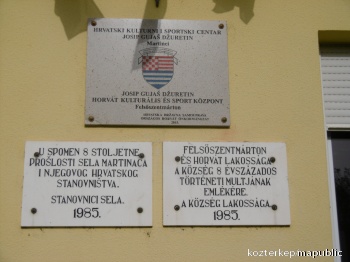 HRVATSKI KULTURNI I SPORTSKI CENTAR
JOSIP GUJAŠ DŽURETIN
Martinci
JOSIP GUJAŠ DŽURETIN
HORVÁT KULTURÁLIS ÉS SPORT KÖZPONT
Felsőszentmárton
U SPOMEN 8 STOLJETNE
PROŠLOSTI SELA MARTINACA
I NJEGOVOG HRVATSKOG
STANOVNIŠTVA.
STANOVNICI SELA.
1985.
FELSŐSZENTMÁRTON
ÉS HORVÁT LAKOSSÁGA
A KÖZSÉG 8 ÉVSZÁZADOS
TÖRTÉNETI MULTJÁNAK
EMLÉKÉRE.
A KÖZSÉG LAKOSSÁGA.
1985.
kozterkep.mapublic